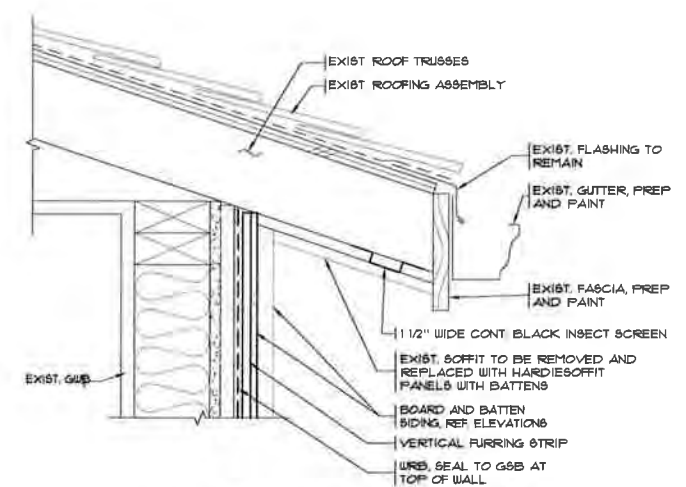 EXIST ROOF TRUSSES
EXIST ROOFING ASSEMBLY
EXIST. FLASHING TO
REMAIN
EXIST. GUTTER, PREP
AND PAINT
EXIST. FASCIA, PREP
AND PAINT
1 1/2" WIDE CONT BLACK INSECT SCREEN
EXIST. SOFFIT TO BE REMOVED AND
REPLACED WITH HARDIESOFFIT
PANELS WITH BATTENS
EXIST. GWB
BOARD AND BATTEN
SIDING, REF. ELEVATIONS
VERTICAL FURRING STRIP
WRB, SEAL TO GSB AT
TOP OF WALL